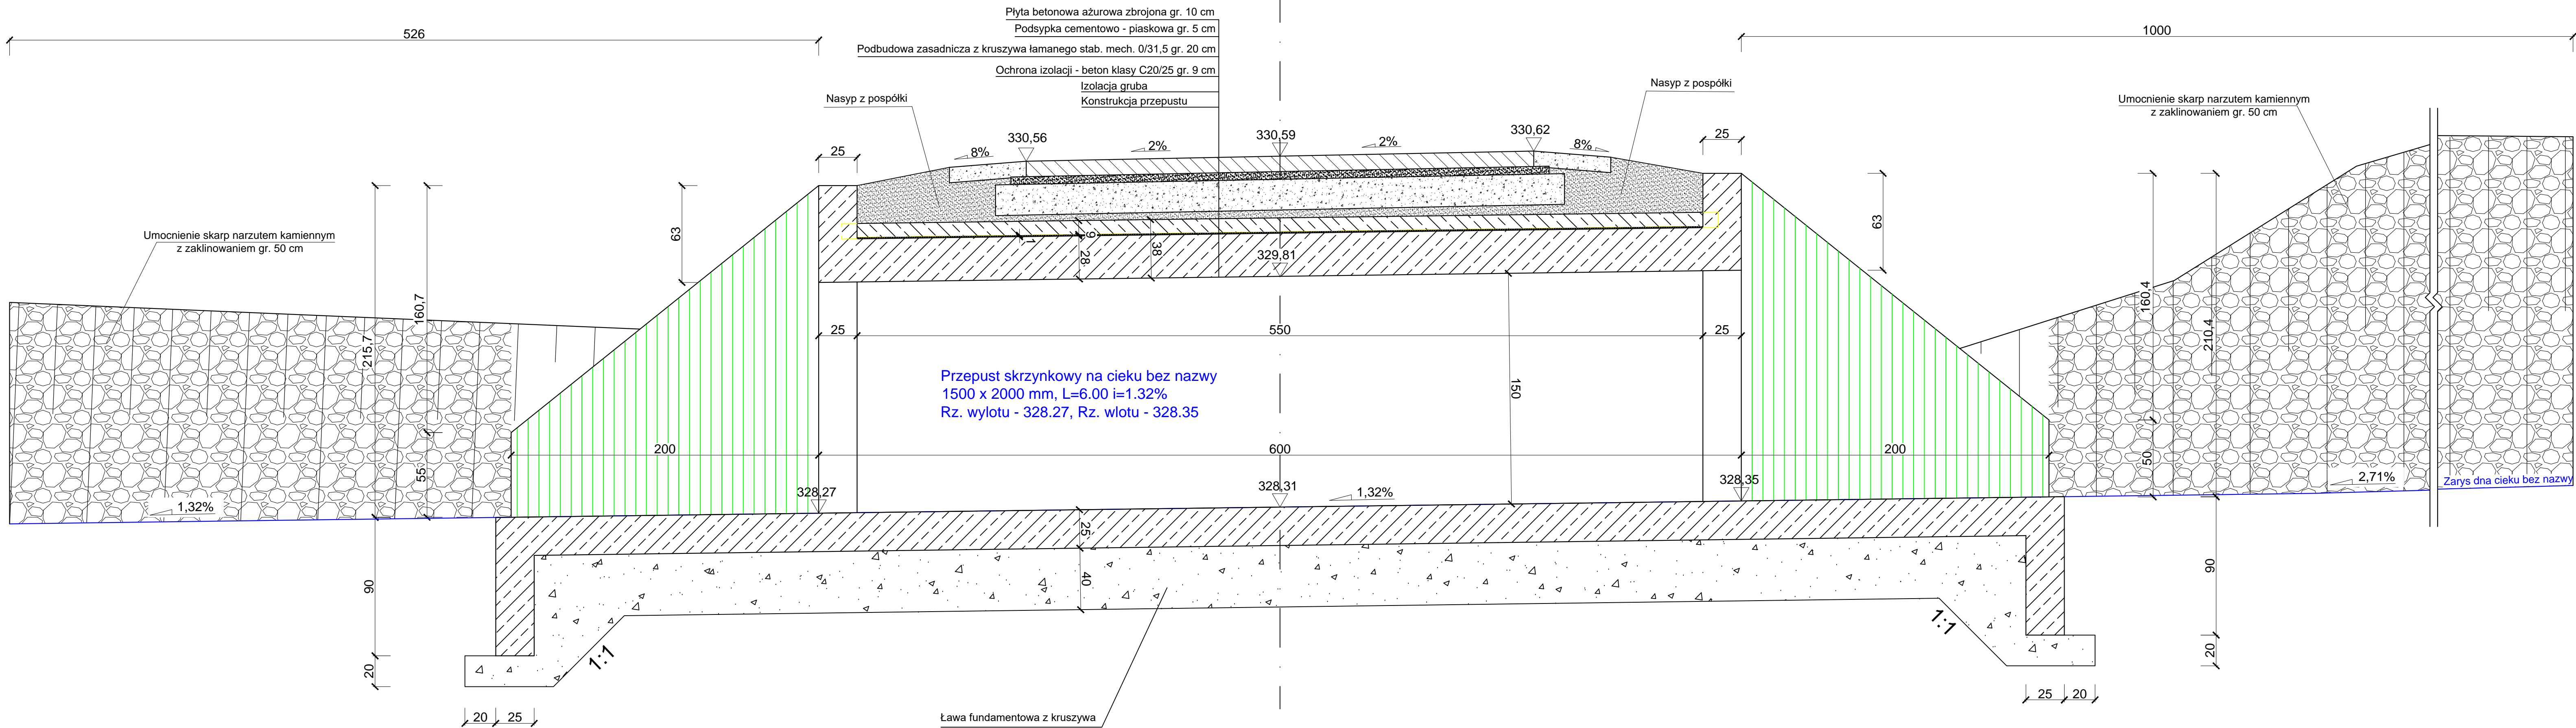 Płyta betonowa ażurowa zbrojona gr. 10 cm
Podsypka cementowo - piaskowa gr. 5 cm
Podbudowa zasadnicza z kruszywa łamanego stab. mech. 0/31,5 gr. 20 cm
Ochrona izolacji - beton klasy C20/25 gr. 9 cm
Izolacja gruba
Konstrukcja przepustu
526
1000
Nasyp z pospółki
Nasyp z pospółki
Umocnienie skarp narzutem kamiennym
z zaklinowaniem gr. 50 cm
330,56
330,59
330,62
25
8%
2%
2%
8%
25
Umocnienie skarp narzutem kamiennym
z zaklinowaniem gr. 50 cm
63
63
9
1
28
38
329,81
160,7
215,7
160,4
210,4
25
550
25
Przepust skrzynkowy na cieku bez nazwy
1500 x 2000 mm, L=6.00 i=1.32%
Rz. wylotu - 328.27, Rz. wlotu - 328.35
150
200
600
200
55
50
328,27
328,31
328,35
1,32%
1,32%
2,71%
Zarys dna cieku bez nazwy
25
40
90
90
1:1
1:1
20
20
20
25
25
20
Ława fundamentowa z kruszywa